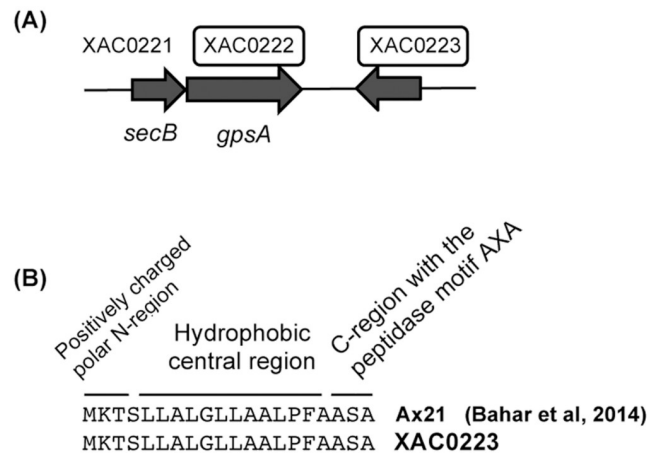 (A)
XAC0221 XAC0222 XAC0223
secB gpsA
(B)
Positively charged
polar N-region
Hydrophobic
central region
C-region with the
peptidase motif AXA
MKTSLLALGLLAALPFAASA Ax21 (Bahar et al, 2014)
MKTSLLALGLLAALPFAASA XAC0223